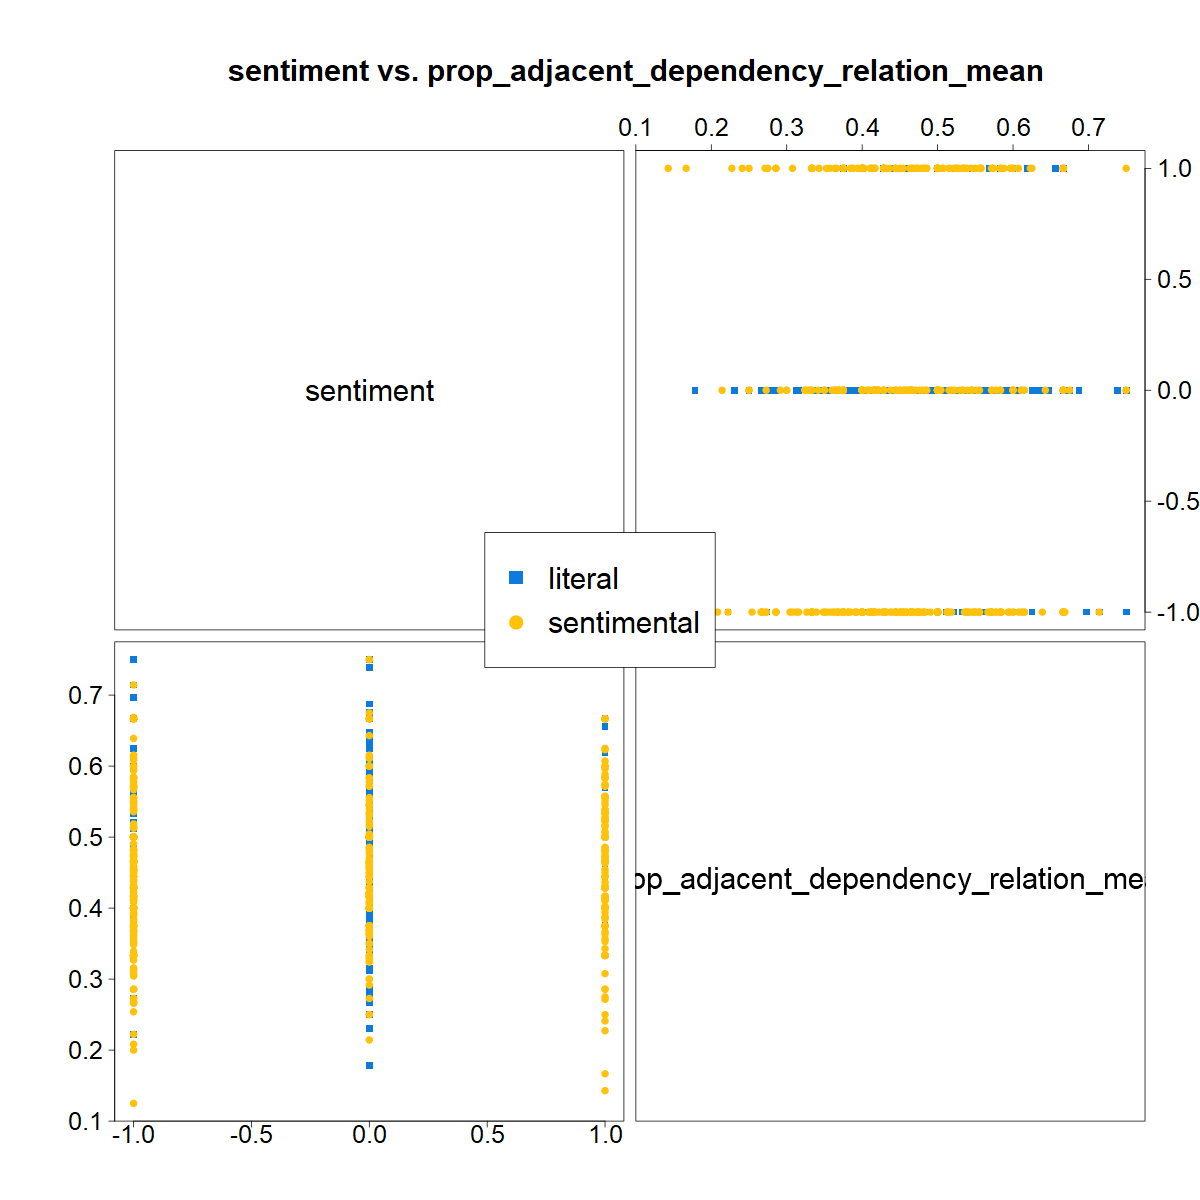 sentiment vs. prop_adjacent_dependency_relation_mean
0.1 0.2 0.3 0.4 0.5 0.6 0.7
1.0
0.5
sentiment
0.0
-0.5
literal
-1.0
sentimental
0.7
0.6
0.5
op_adjacent_dependency_relation_me
0.4
0.3
0.2
0.1
-1.0 -0.5 0.0 0.5 1.0